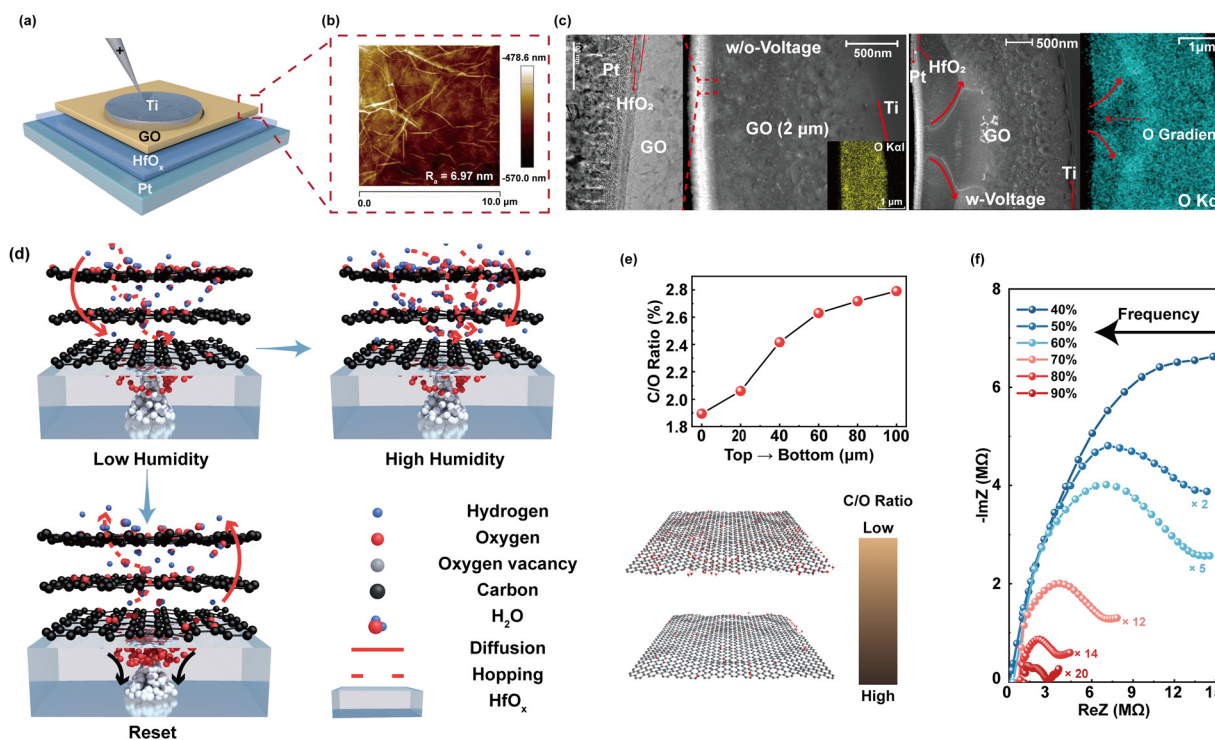 (a)
+
Ti
GO
HfOx
Pt
(b)
-478.6 nm
-570.0 nm
Ra = 6.97 nm
0.0
10.0
μm
(c)
Pt
HfO2
GO
w/o-Voltage
500nm
GO (2 μm)
Ti
O Kαl
1 μm
500nm
HfO2
Pt
GO
w-Voltage
Ti
1μm
O Gradien
O Kα
(d)
Low Humidity
High Humidity
Reset
Hydrogen
Oxygen
Oxygen vacancy
Carbon
H2O
Diffusion
Hopping
HfOx
(e)
C/O Ratio (%)
2.8
2.6
2.4
2.2
2.0
1.8
0 20 40 60 80 100
Top → Bottom (μm)
C/O Ratio
Low
High
(f)
-ImZ (MΩ)
8
6
4
2
0
40%
50%
60%
70%
80%
90%
Frequency
× 2
× 5
× 12
× 14
× 20
0 3 6 9 12 15
ReZ (MΩ)